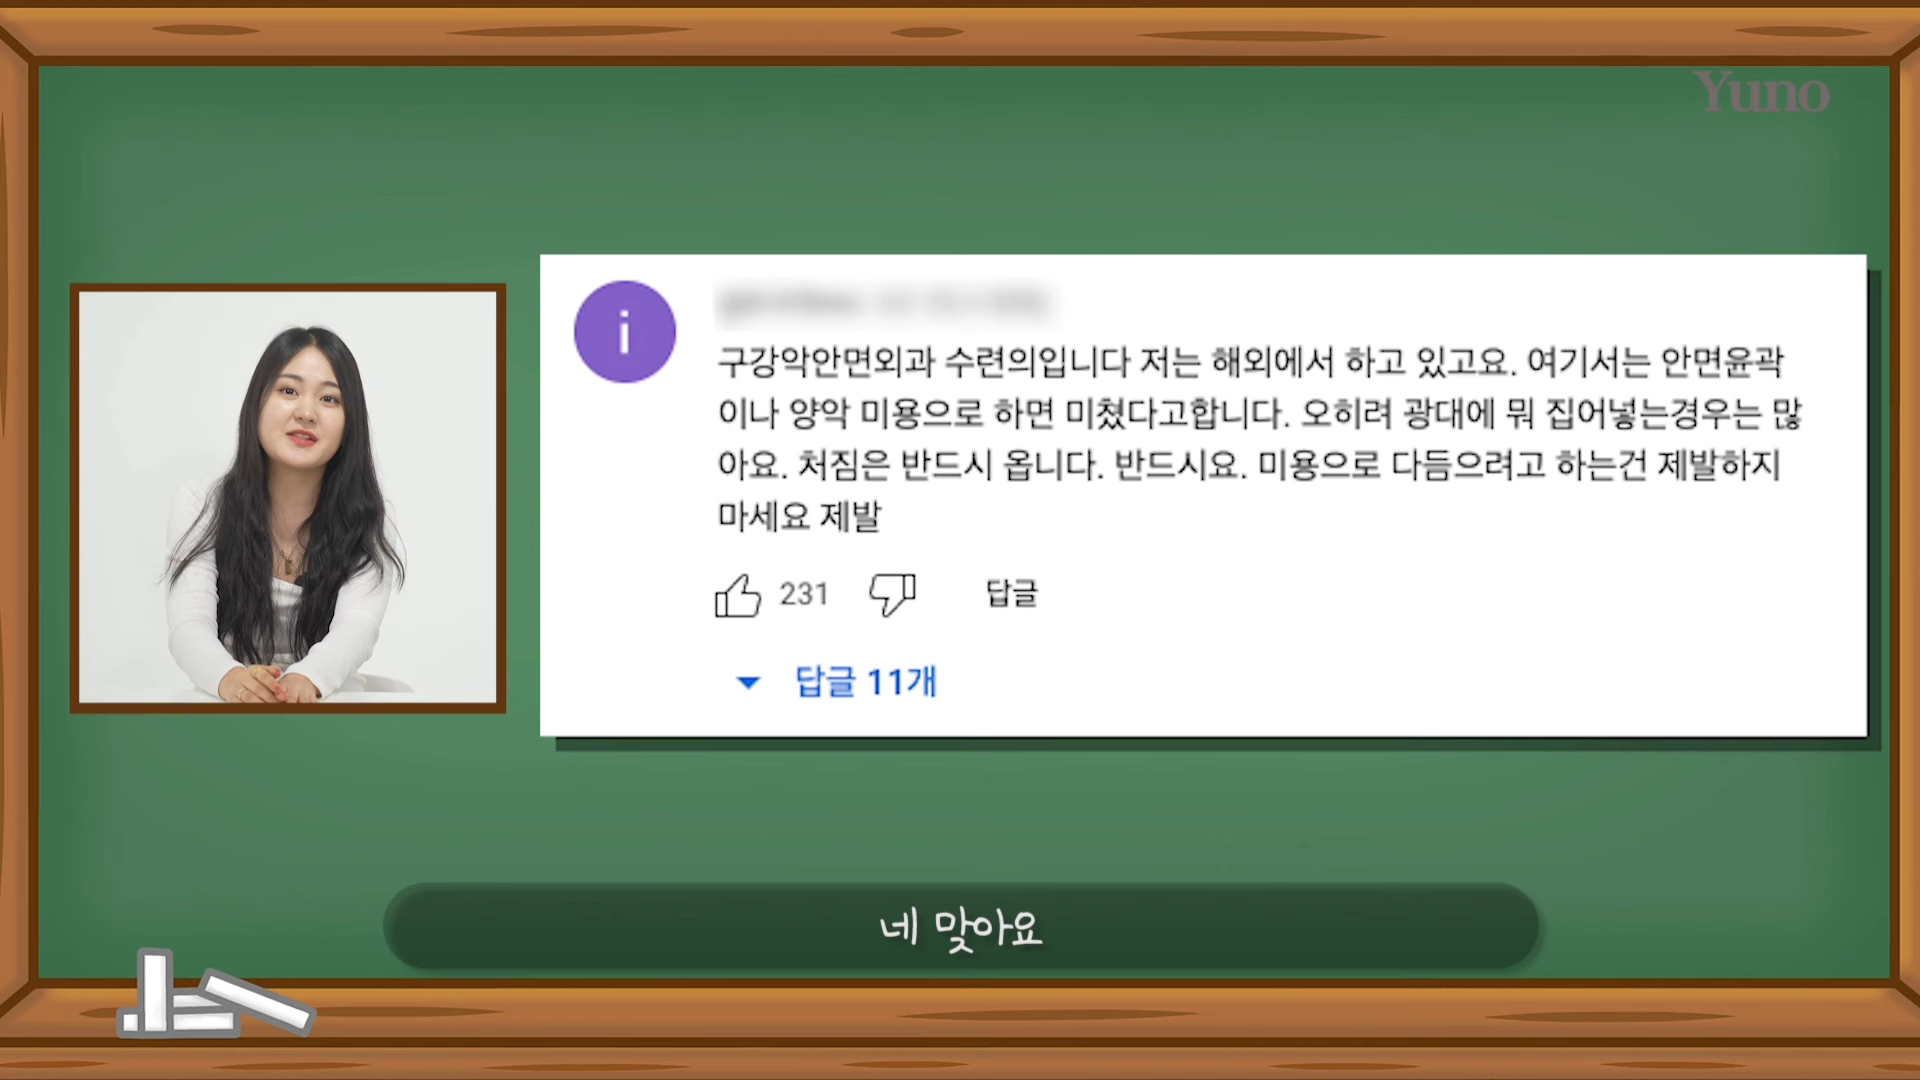 Yuno
i
구강악안면외과 수련의입니다 저는 해외에서 하고 있고요. 여기서는 안면윤곽
이나 양악 미용으로 하면 미쳤다고합니다. 오히려 광대에 뭐 집어넣는경우는 많
아요. 처짐은 반드시 옵니다. 반드시요. 미용으로 다듬으려고 하는건 제발하지
마세요 제발
231 답글
답글 11개
네 맞아요